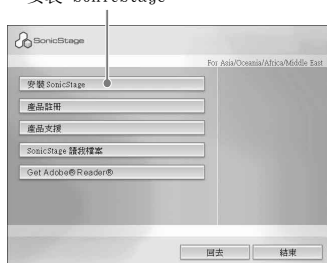 安裝 SonicStage
SonicStage
For Asia/Oceania/Africa/Middle East
安裝 SonicStage
產品註冊
產品支援
SonicStage 讀我檔案
Get Adobe® Reader®
回去
結束